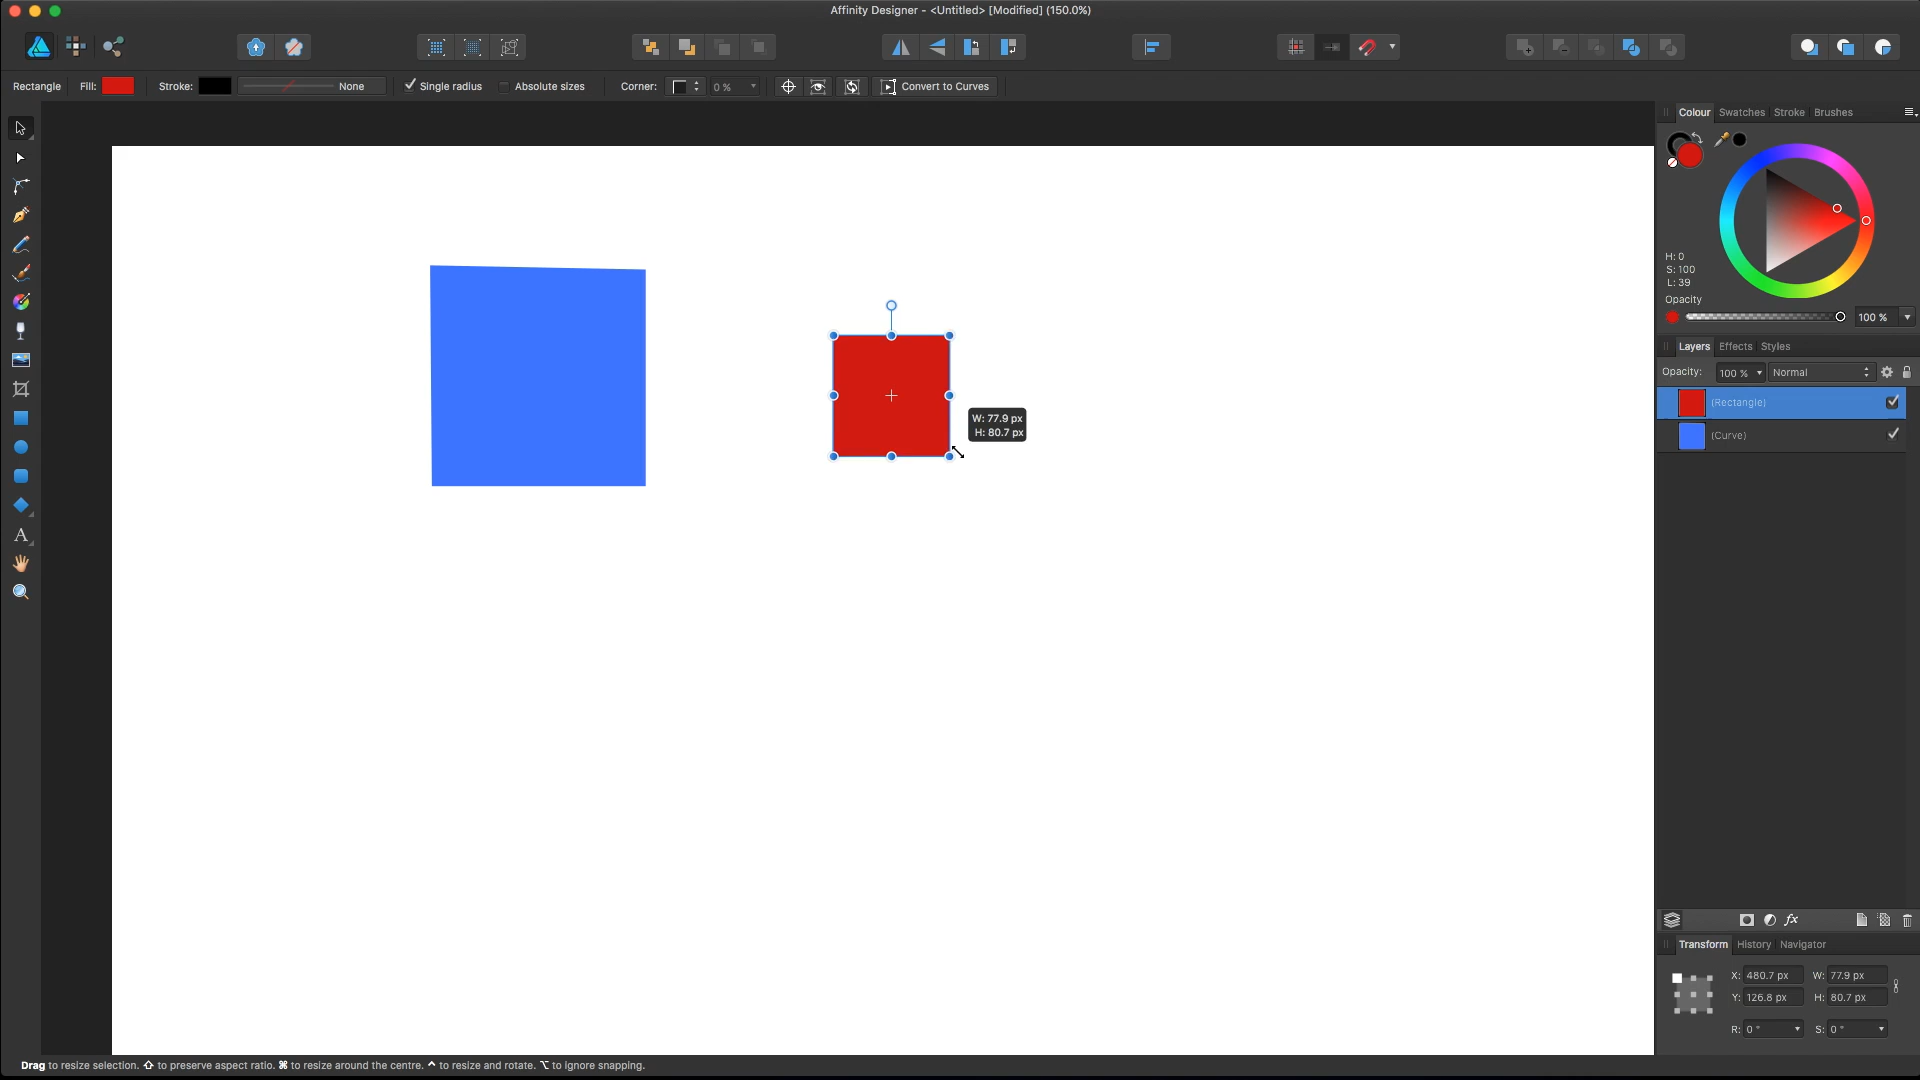 Affinity Designer - <Untitled> [Modified] (150.0%)
Rectangle Fill: Stroke: None Single radius Absolute sizes Corner: 0 % Convert to Curves
Colour Swatches Stroke Brushes
H: 0
S: 100
L: 39
Opacity
100 %
Layers Effects Styles
Opacity: 100 % Normal
(Rectangle)
(Curve)
W: 77.9 px
H: 80.7 px
A
fx
Transform History Navigator
X: 480.7 px W: 77.9 px
Y: 126.8 px H: 80.7 px
R: 0 ° S: 0 °
Drag to resize selection. ⇧ to preserve aspect ratio. ⌘ to resize around the centre. ⌃ to resize and rotate. ⌥ to ignore snapping.